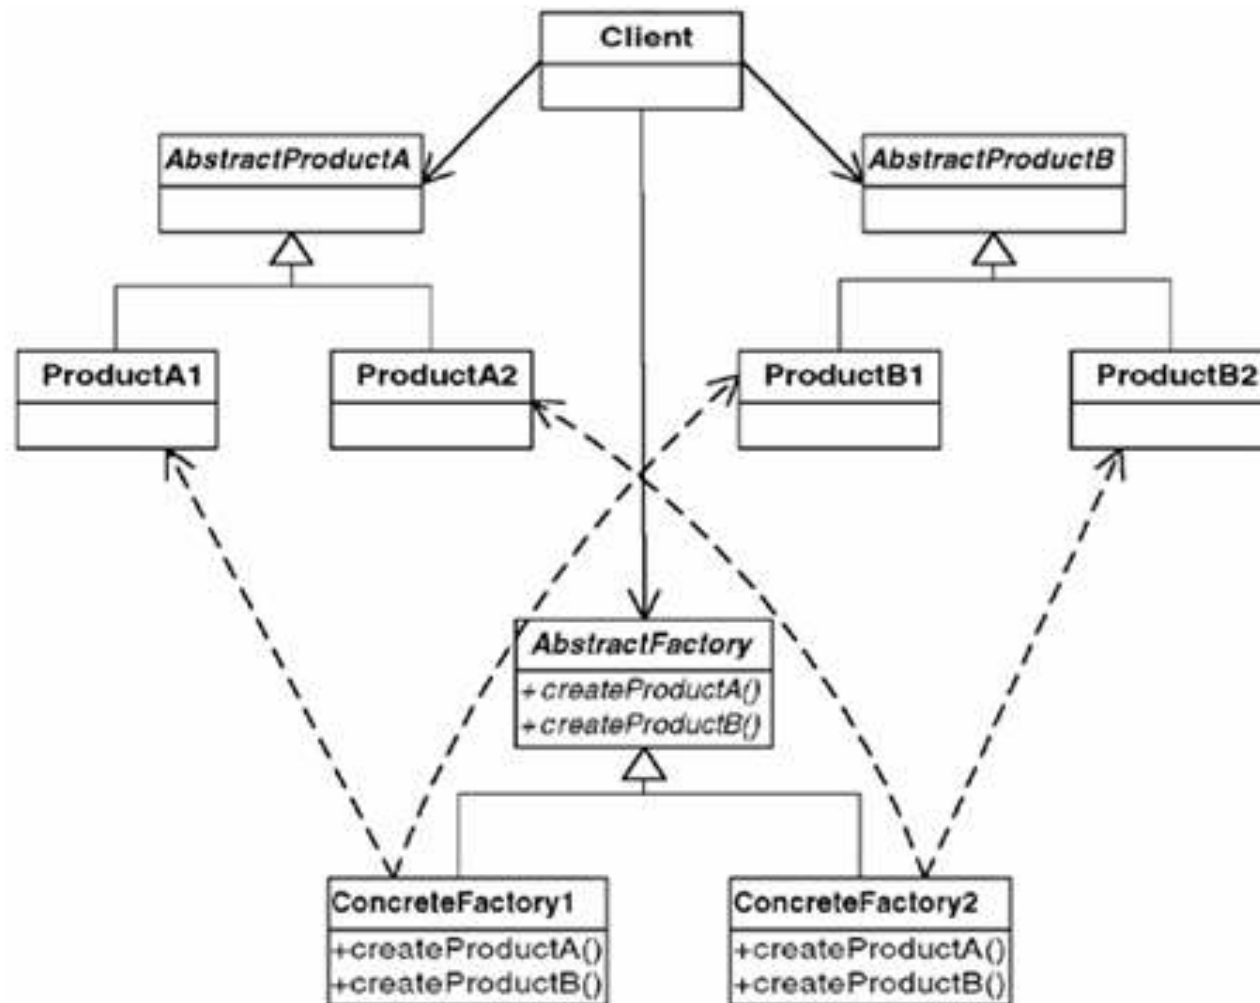 Client
AbstractProductA
AbstractProductB
ProductA1
ProductA2
ProductB1
ProductB2
AbstractFactory
+createProductA()
+createProductB()
ConcreteFactory1
+createProductA()
+createProductB()
ConcreteFactory2
+createProductA()
+createProductB()